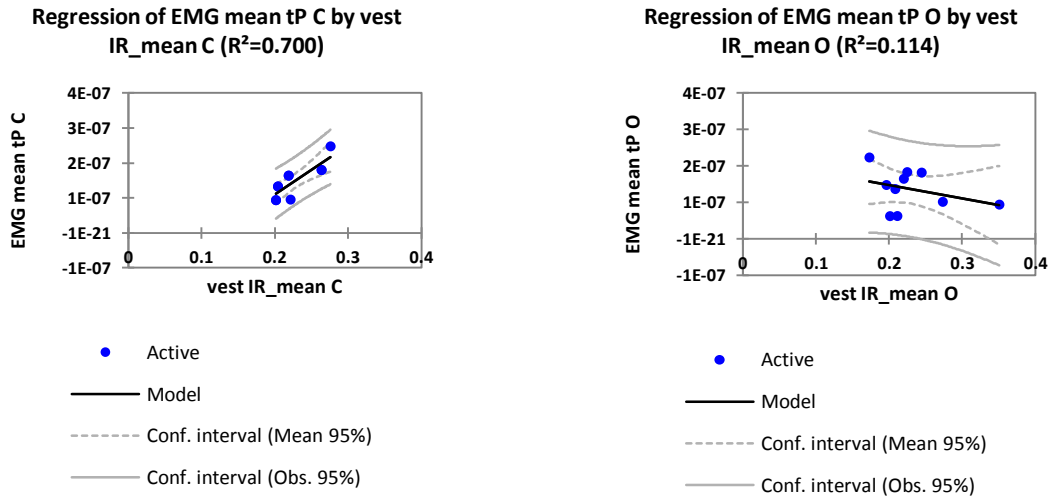 Regression of EMG mean tP C by vest
IR_mean C (R²=0.700)
4E-07
3E-07
2E-07
1E-07
-1E-21
-1E-07
0
0.1
0.2
0.3
0.4
EMG mean tP C
vest IR_mean C
Active
Model
Conf. interval (Mean 95%)
Conf. interval (Obs. 95%)
Regression of EMG mean tP O by vest
IR_mean O (R²=0.114)
4E-07
3E-07
2E-07
1E-07
-1E-21
-1E-07
0
0.1
0.2
0.3
0.4
EMG mean tP O
vest IR_mean O
Active
Model
Conf. interval (Mean 95%)
Conf. interval (Obs. 95%)